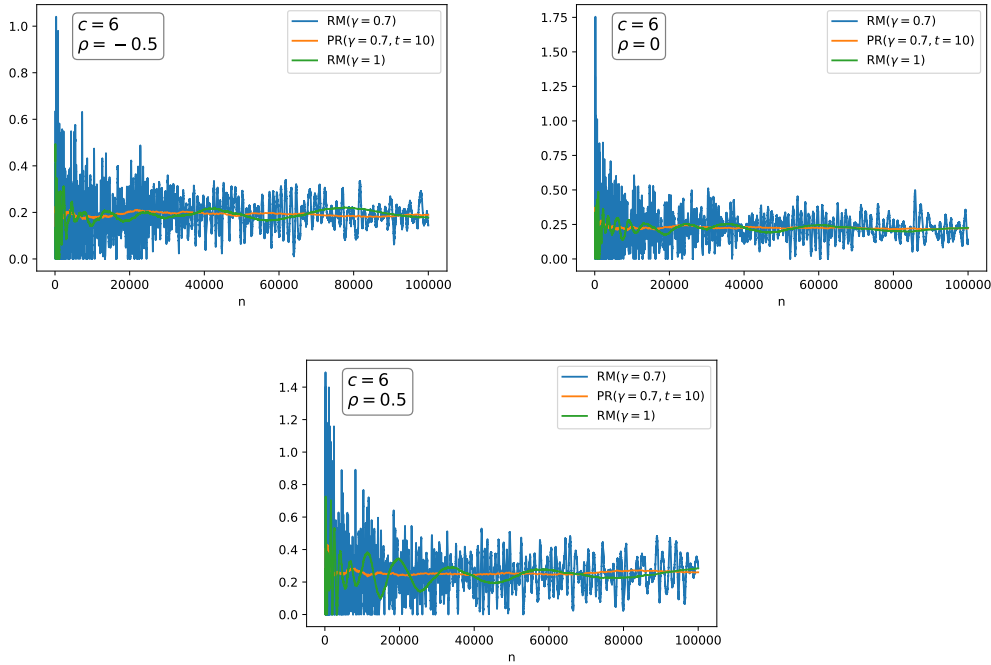 c = 6
ρ = −0.5
RM(γ = 0.7)
PR(γ = 0.7, t = 10)
RM(γ = 1)
1.0
0.8
0.6
0.4
0.2
0.0
0 20000 40000 60000 80000 100000
n
c = 6
ρ = 0
RM(γ = 0.7)
PR(γ = 0.7, t = 10)
RM(γ = 1)
1.75
1.50
1.25
1.00
0.75
0.50
0.25
0.00
0 20000 40000 60000 80000 100000
n
c = 6
ρ = 0.5
RM(γ = 0.7)
PR(γ = 0.7, t = 10)
RM(γ = 1)
1.4
1.2
1.0
0.8
0.6
0.4
0.2
0.0
0 20000 40000 60000 80000 100000
n